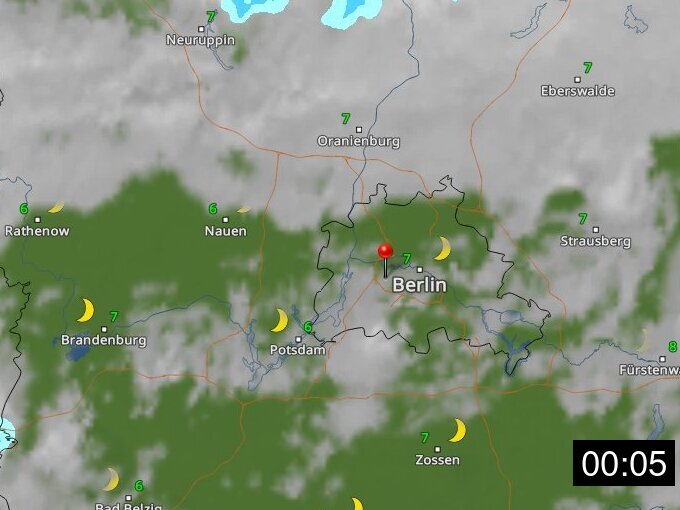 7
Neuruppin
7
Eberswalde
7
Oranienburg
6
Rathenow
6
Nauen
7
Strausberg
7
Berlin
7
Brandenburg
6
Potsdam
8
Fürstenwa
7
Zossen
00:05
6
Bad Belzig